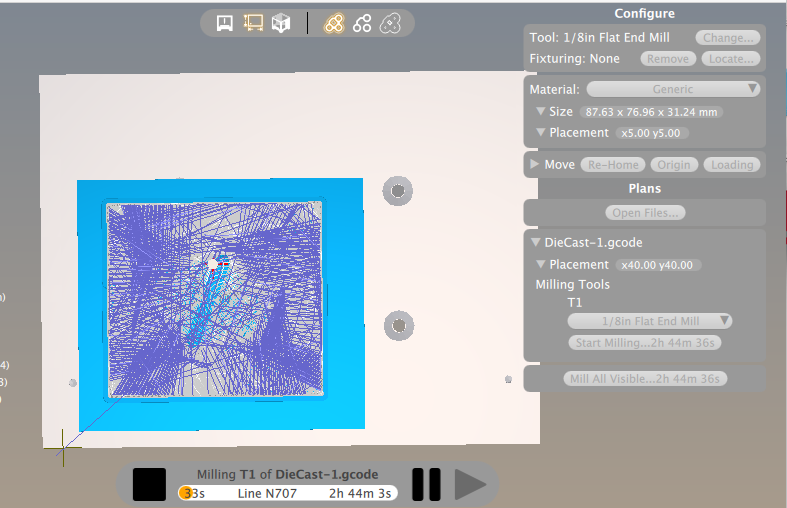 Configure
Tool: 1/8in Flat End Mill Change...
Fixturing: None Remove Locate...
Material: Generic
Size 87.63 x 76.96 x 31.24 mm
Placement x5.00 y5.00
Move Re-Home Origin Loading
Plans
Open Files...
DieCast-1.gcode
Placement x40.00 y40.00
Milling Tools
T1
1/8in Flat End Mill
Start Milling...2h 44m 36s
Mill All Visible...2h 44m 36s
)
4)
3)
)
Milling T1 of DieCast-1.gcode
33s Line N707 2h 44m 3s